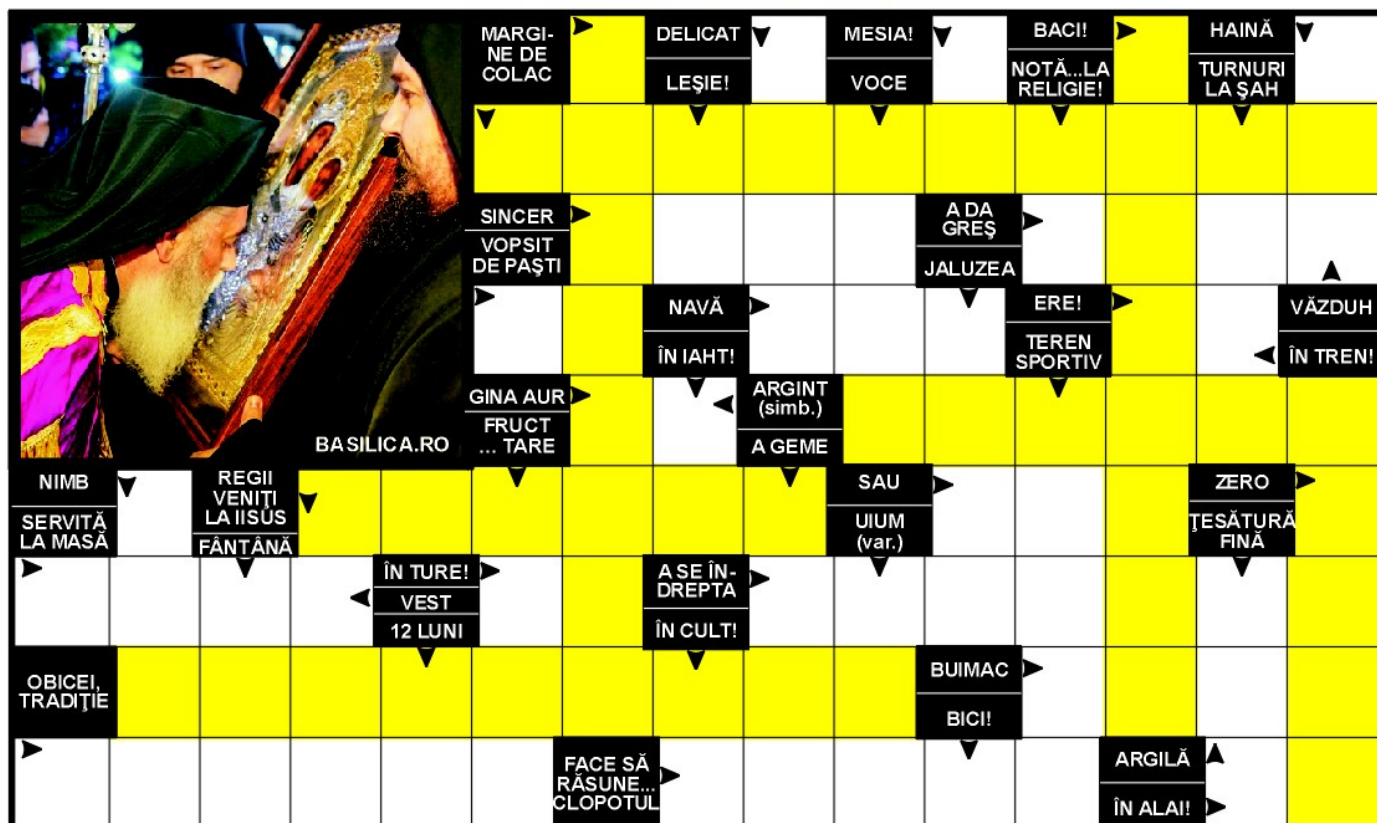 MARGI-
NE DE
COLAC
DELICAT
LEŞIE!
MESIA!
VOCE
BACI!
NOTĂ...LA
RELIGIE!
HAINĂ
TURNURI
LA ŞAH
SINCER
VOPSIT
DE PAŞTI
A DA
GREŞ
JALUZEA
NAVĂ
ÎN IAHT!
ERE!
TEREN
SPORTIV
VĂZDUH
ÎN TREN!
GINA AUR
FRUCT
... TARE
ARGINT
(simb.)
A GEME
BASILICA.RO
NIMB
SERVITĂ
LA MASĂ
REGII
VENIŢI
LA IISUS
FÂNTÂNĂ
SAU
UIUM
(var.)
ZERO
ŢESĂTURĂ
FINĂ
ÎN TURE!
VEST
12 LUNI
A SE ÎN-
DREPTA
ÎN CULT!
OBICEI,
TRADIŢIE
BUIMAC
BICI!
FACE SĂ
RĂSUNE...
CLOPOTUL
ARGILĂ
ÎN ALAI!